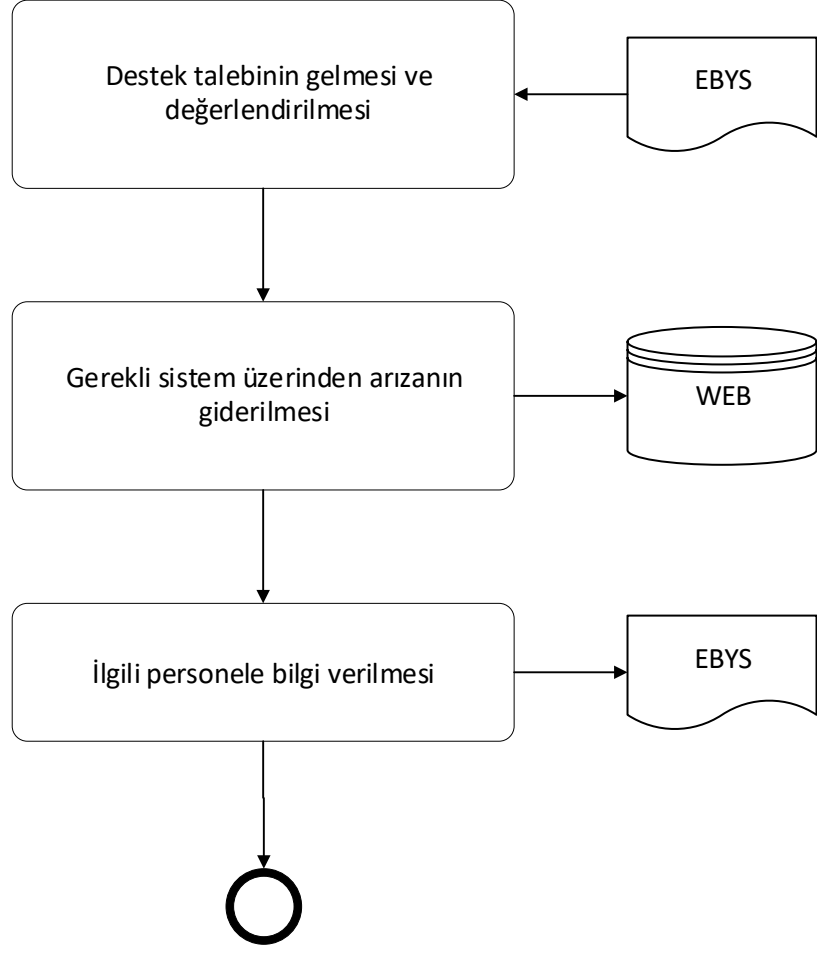 Destek talebinin gelmesi ve
değerlendirilmesi
EBYS
Gerekli sistem üzerinden arızanın
giderilmesi
WEB
İlgili personele bilgi verilmesi
EBYS